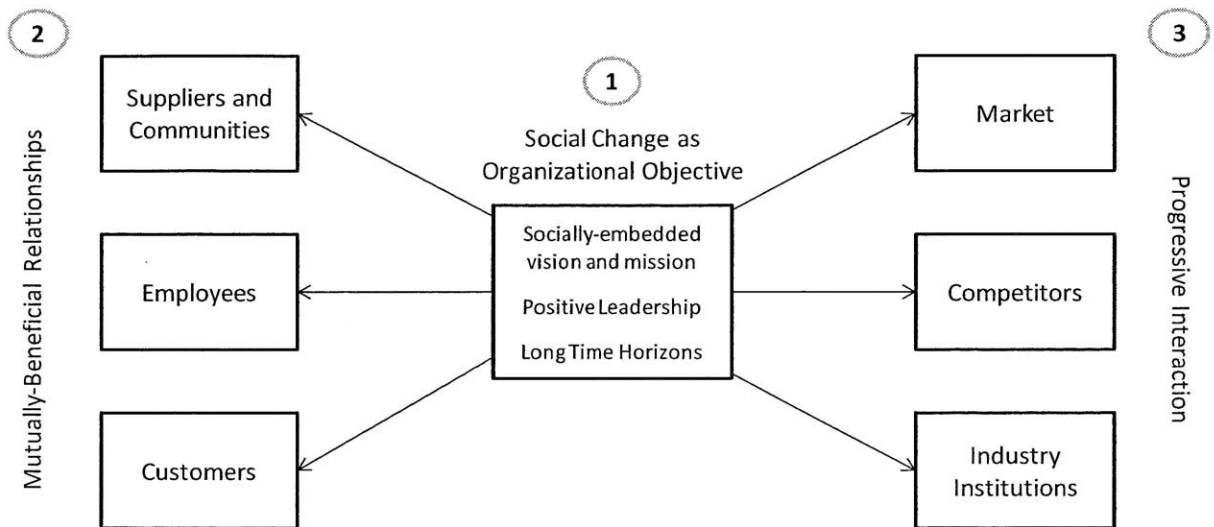 2
Mutually-Beneficial Relationships
Suppliers and
Communities
Employees
Customers
1
Social Change as
Organizational Objective
Socially-embedded
vision and mission
Positive Leadership
Long Time Horizons
3
Progressive Interaction
Market
Competitors
Industry
Institutions